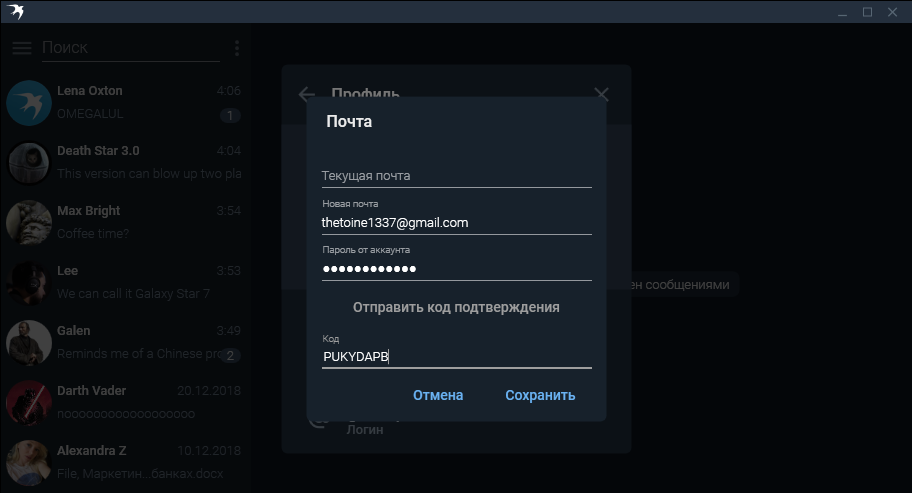 Поиск
Lena Oxton 4:06
OMEGALUL 1
Death Star 3.0 4:04
This version can blow up two pla
Max Bright 3:54
Coffee time?
Lee 3:53
We can call it Galaxy Star 7
Galen 3:49
Reminds me of a Chinese pro 2
Darth Vader 20.12.2018
noooooooooooooooooo
Alexandra Z 10.12.2018
File, Маркетин...банках.docx
Профиль
Почта
Текущая почта
Новая почта
thetoine1337@gmail.com
Пароль от аккаунта
●●●●●●●●●●●●
Отправить код подтверждения
Код
PUKYDAPB
Отмена Сохранить
Логин
ен сообщениями